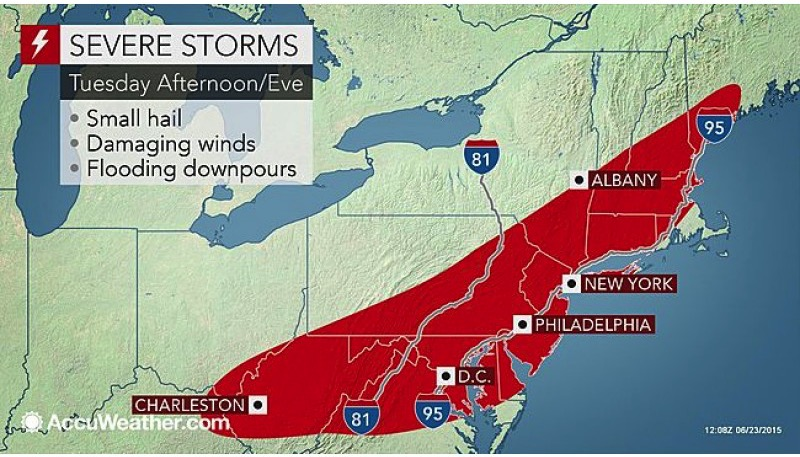 SEVERE STORMS
Tuesday Afternoon/Eve
• Small hail
• Damaging winds
• Flooding downpours
95
81
ALBANY
NEW YORK
PHILADELPHIA
D.C.
CHARLESTON
81
95
AccuWeather.com
12:08Z 06/23/2015